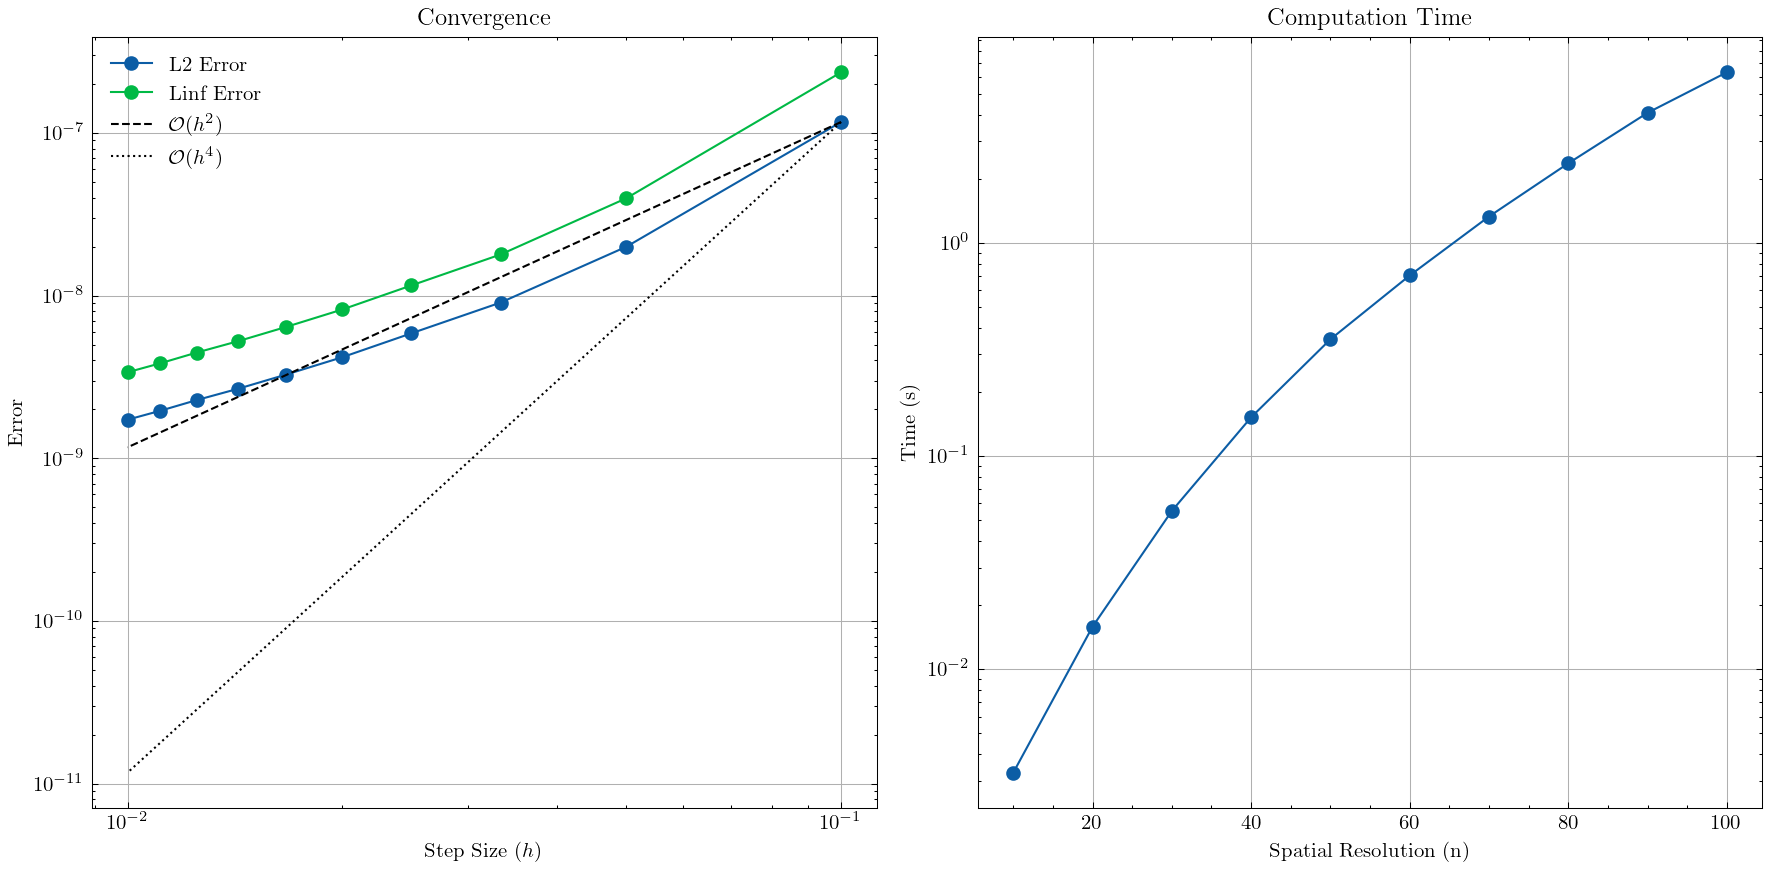 Convergence
L2 Error
Linf Error
𝒪(h²)
𝒪(h⁴)
Error
10⁻⁷
10⁻⁸
10⁻⁹
10⁻¹⁰
10⁻¹¹
10⁻²
10⁻¹
Step Size (h)
Computation Time
Time (s)
10⁰
10⁻¹
10⁻²
20
40
60
80
100
Spatial Resolution (n)